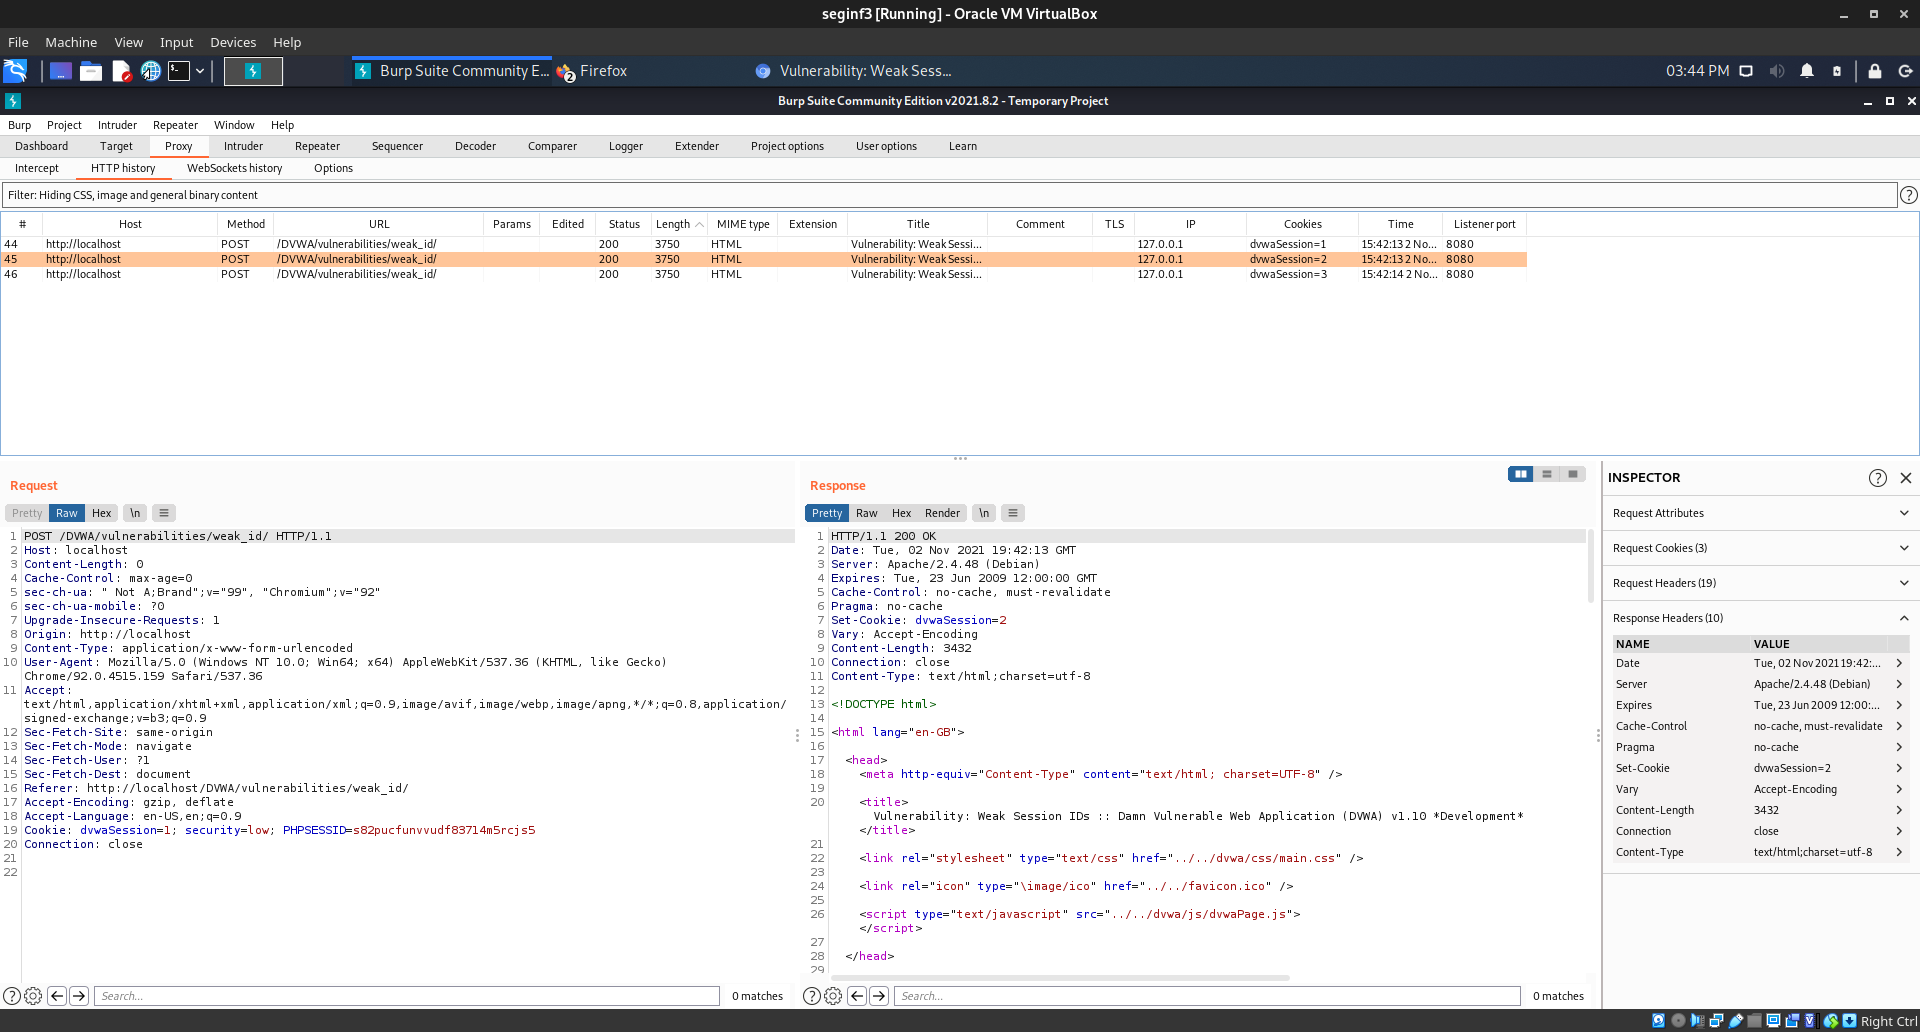 seginf3 [Running] - Oracle VM VirtualBox
File Machine View Input Devices Help
Burp Suite Community E... 2 Firefox Vulnerability: Weak Sess... 03:44 PM
Burp Suite Community Edition v2021.8.2 - Temporary Project
Burp Project Intruder Repeater Window Help
Dashboard Target Proxy Intruder Repeater Sequencer Decoder Comparer Logger Extender Project options User options Learn
Intercept HTTP history WebSockets history Options
Filter: Hiding CSS, image and general binary content ?
# Host Method URL Params Edited Status Length MIME type Extension Title Comment TLS IP Cookies Time Listener port
44 http://localhost POST /DVWA/vulnerabilities/weak_id/ 200 3750 HTML Vulnerability: Weak Sessi... 127.0.0.1 dvwaSession=1 15:42:13 2 No... 8080
45 http://localhost POST /DVWA/vulnerabilities/weak_id/ 200 3750 HTML Vulnerability: Weak Sessi... 127.0.0.1 dvwaSession=2 15:42:13 2 No... 8080
46 http://localhost POST /DVWA/vulnerabilities/weak_id/ 200 3750 HTML Vulnerability: Weak Sessi... 127.0.0.1 dvwaSession=3 15:42:14 2 No... 8080
Request
Pretty Raw Hex \n
1 POST /DVWA/vulnerabilities/weak_id/ HTTP/1.1
2 Host: localhost
3 Content-Length: 0
4 Cache-Control: max-age=0
5 sec-ch-ua: " Not A;Brand";v="99", "Chromium";v="92"
6 sec-ch-ua-mobile: ?0
7 Upgrade-Insecure-Requests: 1
8 Origin: http://localhost
9 Content-Type: application/x-www-form-urlencoded
10 User-Agent: Mozilla/5.0 (Windows NT 10.0; Win64; x64) AppleWebKit/537.36 (KHTML, like Gecko)
Chrome/92.0.4515.159 Safari/537.36
11 Accept:
text/html,application/xhtml+xml,application/xml;q=0.9,image/avif,image/webp,image/apng,*/*;q=0.8,application/
signed-exchange;v=b3;q=0.9
12 Sec-Fetch-Site: same-origin
13 Sec-Fetch-Mode: navigate
14 Sec-Fetch-User: ?1
15 Sec-Fetch-Dest: document
16 Referer: http://localhost/DVWA/vulnerabilities/weak_id/
17 Accept-Encoding: gzip, deflate
18 Accept-Language: en-US,en;q=0.9
19 Cookie: dvwaSession=1; security=low; PHPSESSID=s82pucfunvvudf83714m5rcjs5
20 Connection: close
21
22
? Search... 0 matches
Response
Pretty Raw Hex Render \n
1 HTTP/1.1 200 OK
2 Date: Tue, 02 Nov 2021 19:42:13 GMT
3 Server: Apache/2.4.48 (Debian)
4 Expires: Tue, 23 Jun 2009 12:00:00 GMT
5 Cache-Control: no-cache, must-revalidate
6 Pragma: no-cache
7 Set-Cookie: dvwaSession=2
8 Vary: Accept-Encoding
9 Content-Length: 3432
10 Connection: close
11 Content-Type: text/html;charset=utf-8
12
13 <!DOCTYPE html>
14
15 <html lang="en-GB">
16
17 <head>
18 <meta http-equiv="Content-Type" content="text/html; charset=UTF-8" />
19
20 <title>
Vulnerability: Weak Session IDs :: Damn Vulnerable Web Application (DVWA) v1.10 *Development*
</title>
21
22 <link rel="stylesheet" type="text/css" href="../../dvwa/css/main.css" />
23
24 <link rel="icon" type="\image/ico" href="../../favicon.ico" />
25
26 <script type="text/javascript" src="../../dvwa/js/dvwaPage.js">
</script>
27
28 </head>
29
? Search... 0 matches
INSPECTOR ?
Request Attributes
Request Cookies (3)
Request Headers (19)
Response Headers (10)
NAME VALUE
Date Tue, 02 Nov 2021 19:42:...
Server Apache/2.4.48 (Debian)
Expires Tue, 23 Jun 2009 12:00:...
Cache-Control no-cache, must-revalidate
Pragma no-cache
Set-Cookie dvwaSession=2
Vary Accept-Encoding
Content-Length 3432
Connection close
Content-Type text/html;charset=utf-8
Right Ctrl